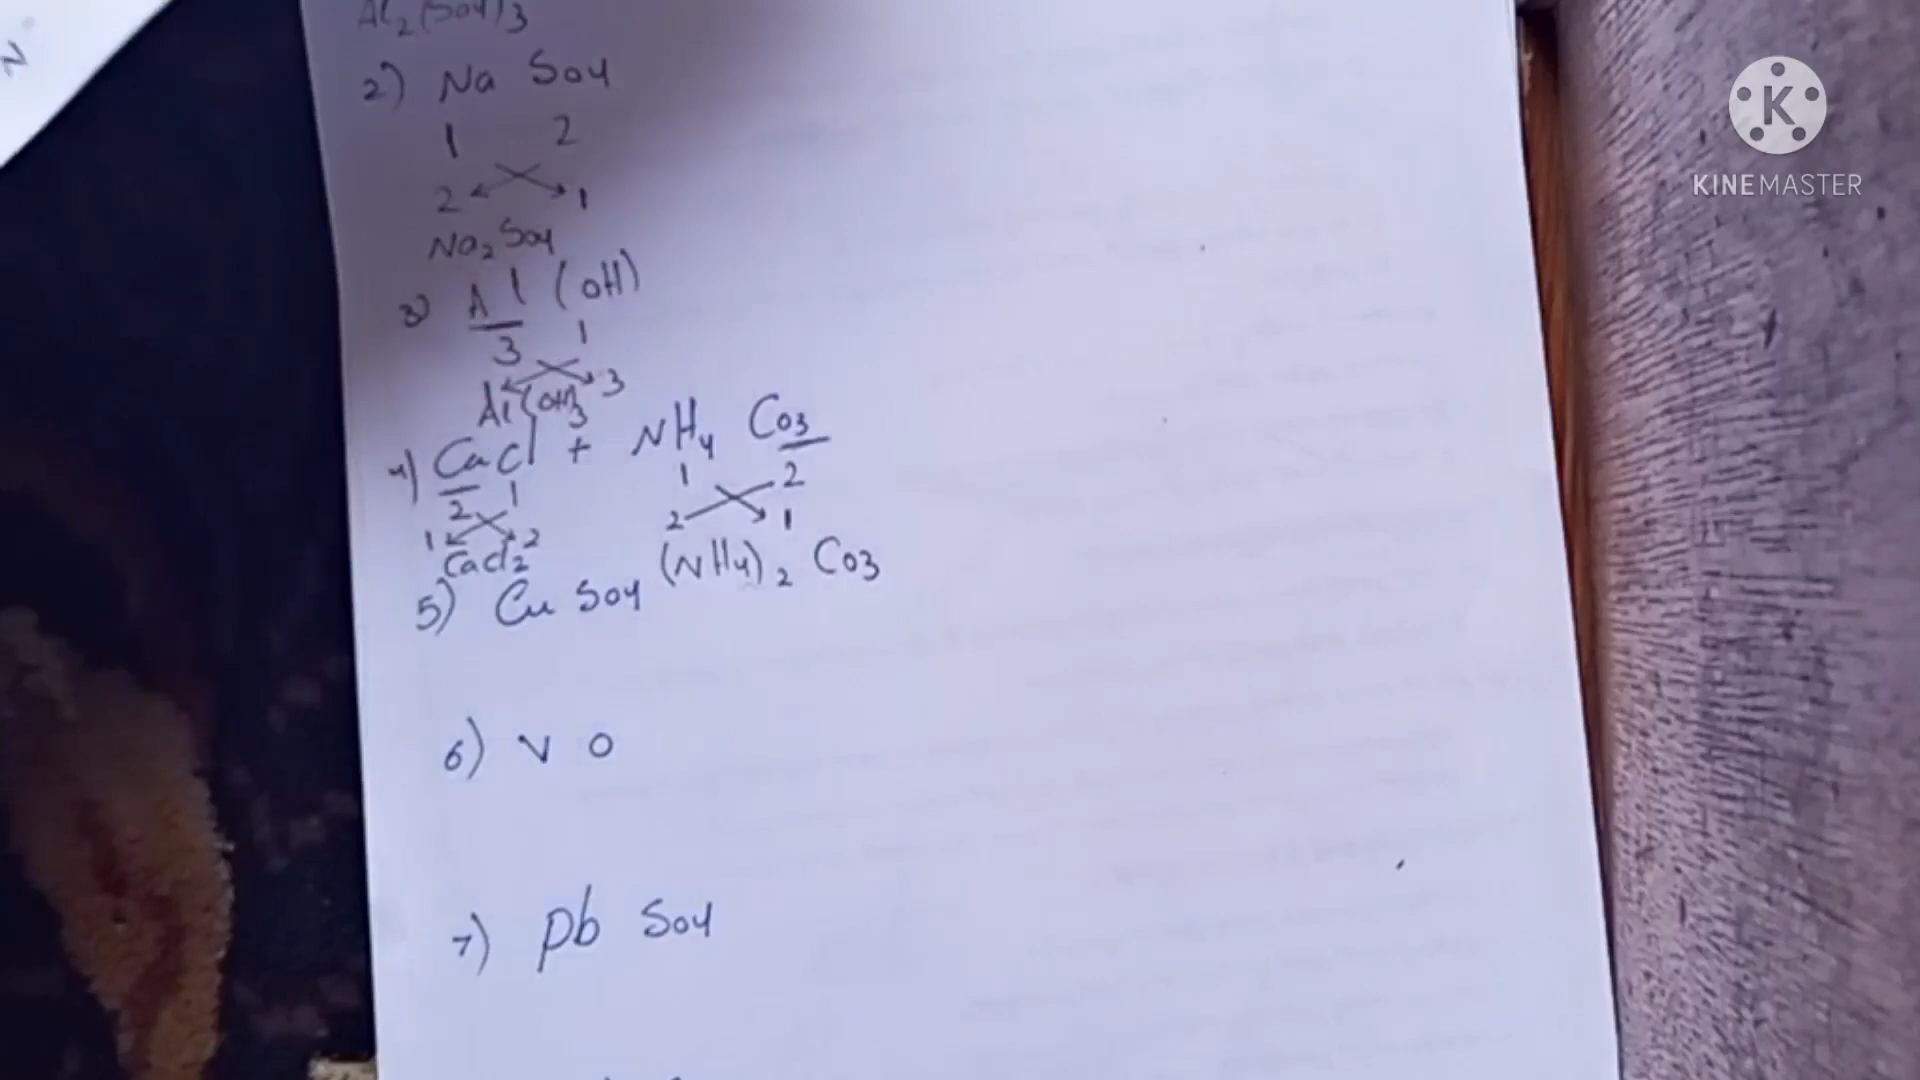 Al2(So4)3
2) Na So4
1 2
2 1
Na2So4
3) Al (OH)
3 1
3
Al(OH)3
4) CaCl + NH4 Co3
2 1 1 2
1 2 2 1
CaCl2 (NH4)2 Co3
5) Cu So4
6) V O
7) Pb So4
K
KINEMASTER